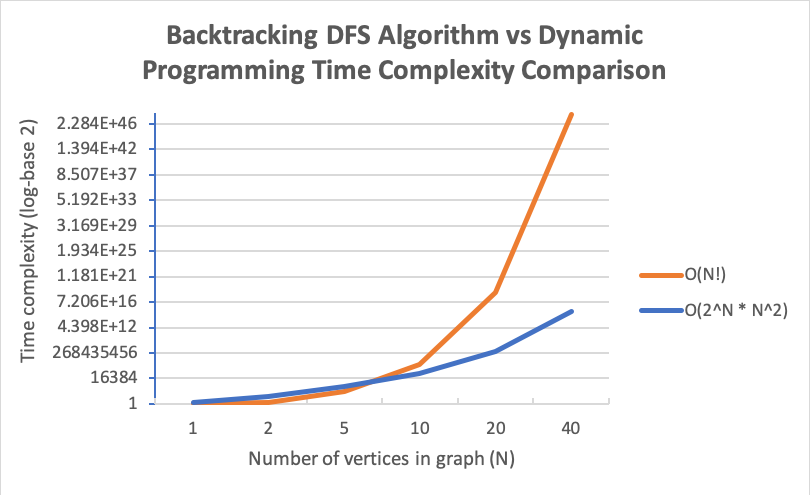 Backtracking DFS Algorithm vs Dynamic
Programming Time Complexity Comparison
Time complexity (log-base 2)
2.284E+46
1.394E+42
8.507E+37
5.192E+33
3.169E+29
1.934E+25
1.181E+21
7.206E+16
4.398E+12
268435456
16384
1
1 2 5 10 20 40
Number of vertices in graph (N)
O(N!)
O(2^N * N^2)